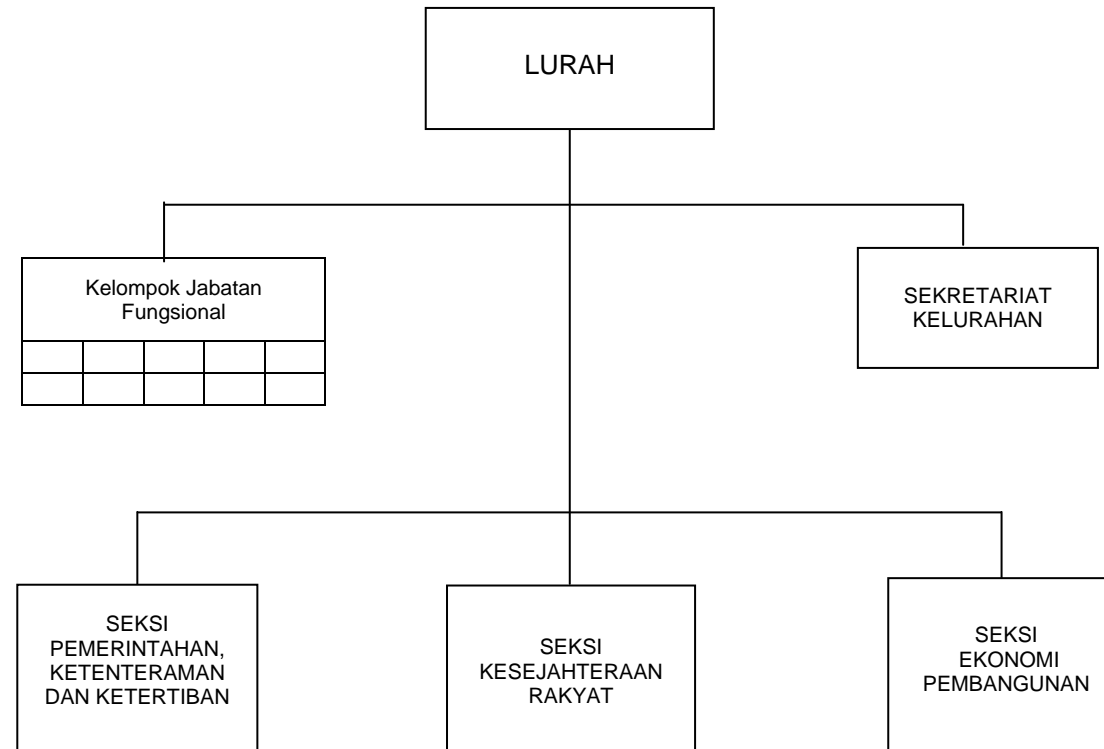 LURAH
Kelompok Jabatan
Fungsional
SEKRETARIAT
KELURAHAN
SEKSI
PEMERINTAHAN,
KETENTERAMAN
DAN KETERTIBAN
SEKSI
KESEJAHTERAAN
RAKYAT
SEKSI
EKONOMI
PEMBANGUNAN